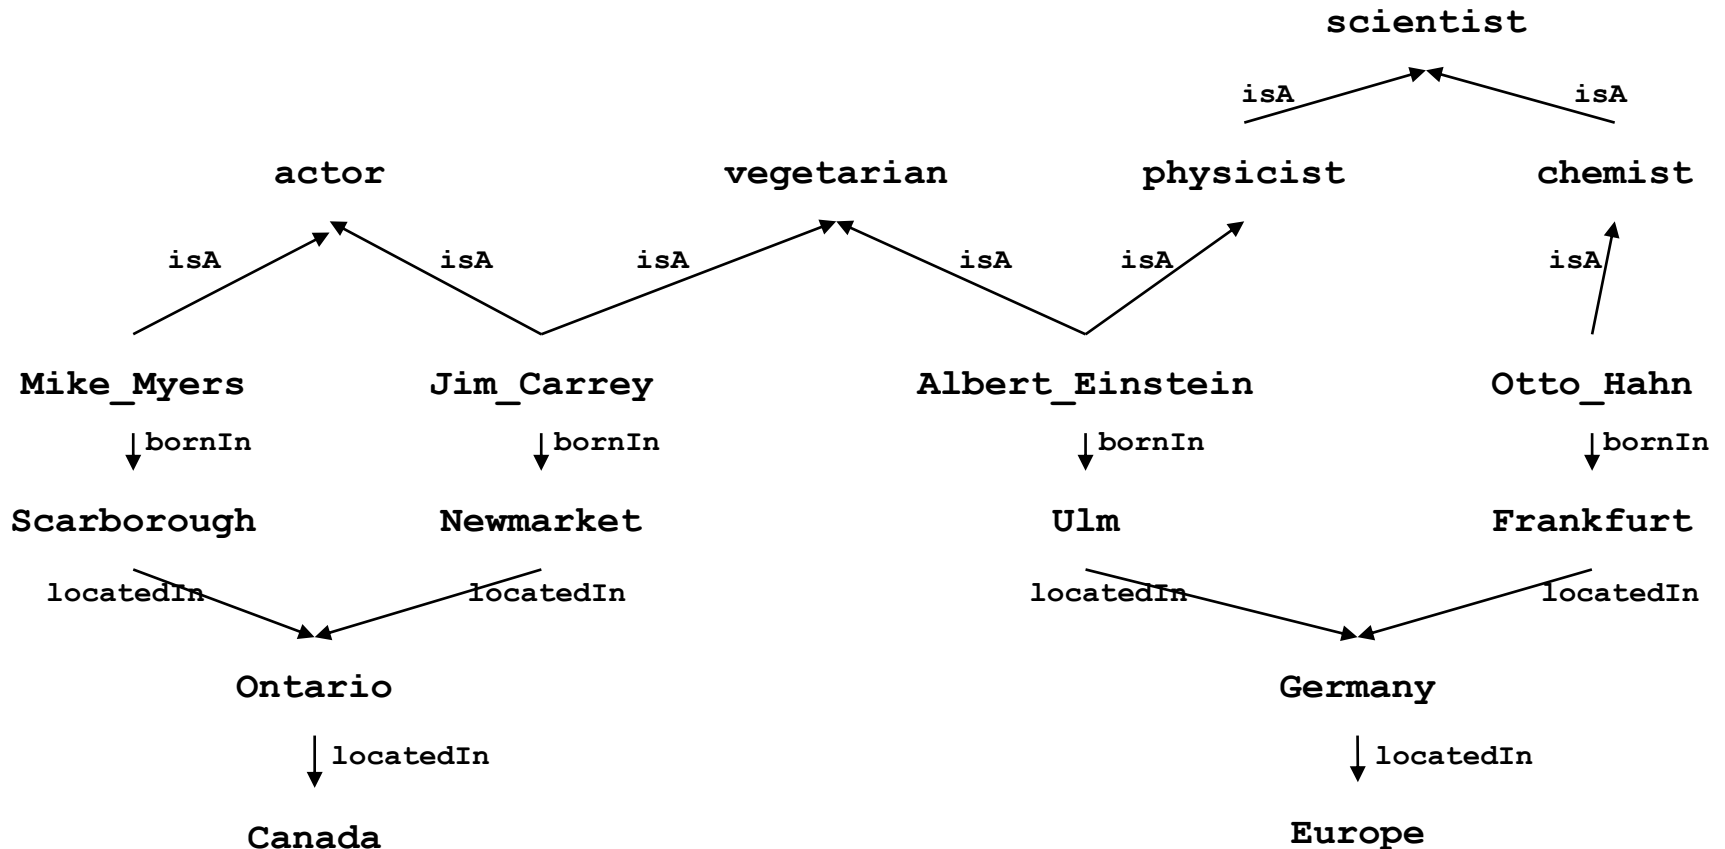 scientist
isA isA
actor vegetarian physicist chemist
isA isA isA isA isA isA
Mike_Myers Jim_Carrey Albert_Einstein Otto_Hahn
bornIn bornIn bornIn bornIn
Scarborough Newmarket Ulm Frankfurt
locatedIn locatedIn locatedIn locatedIn
Ontario Germany
locatedIn locatedIn
Canada Europe